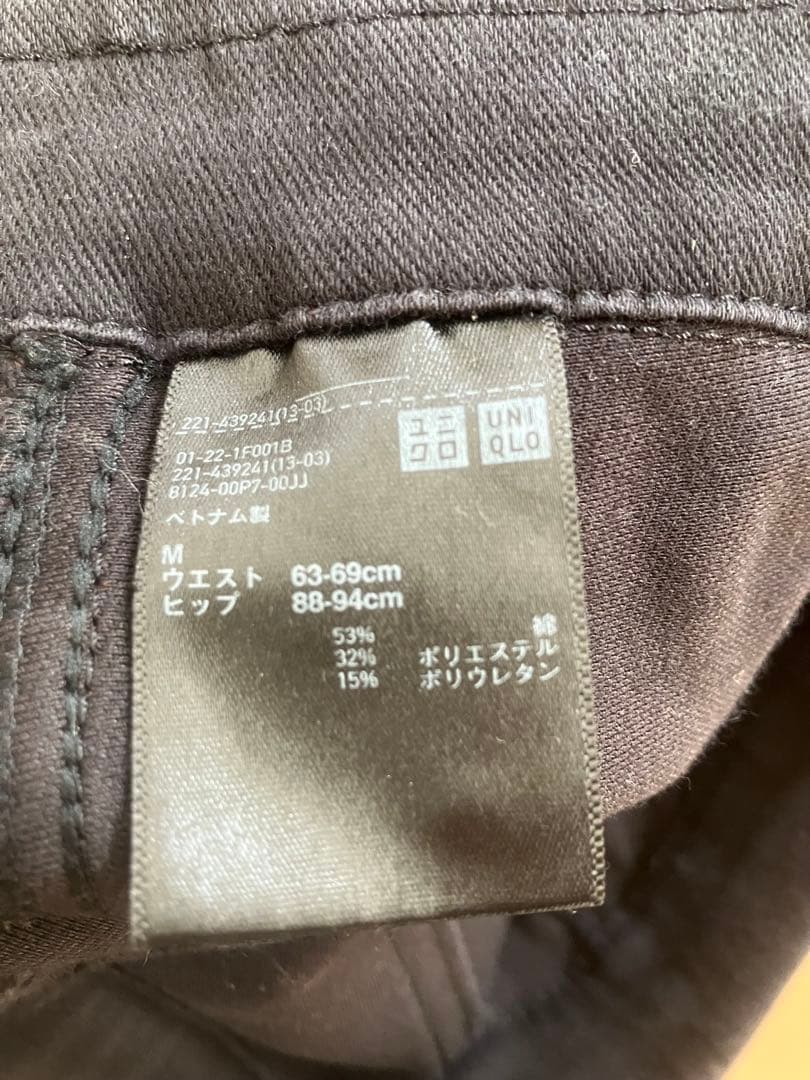 221-439241(13-03)
ユニクロ
UNIQLO
01-22-1F001B
221-439241(13-03)
8124-00P7-00JJ
ベトナム製
M
ウエスト 63-69cm
ヒップ 88-94cm
53% 綿
32% ポリエステル
15% ポリウレタン